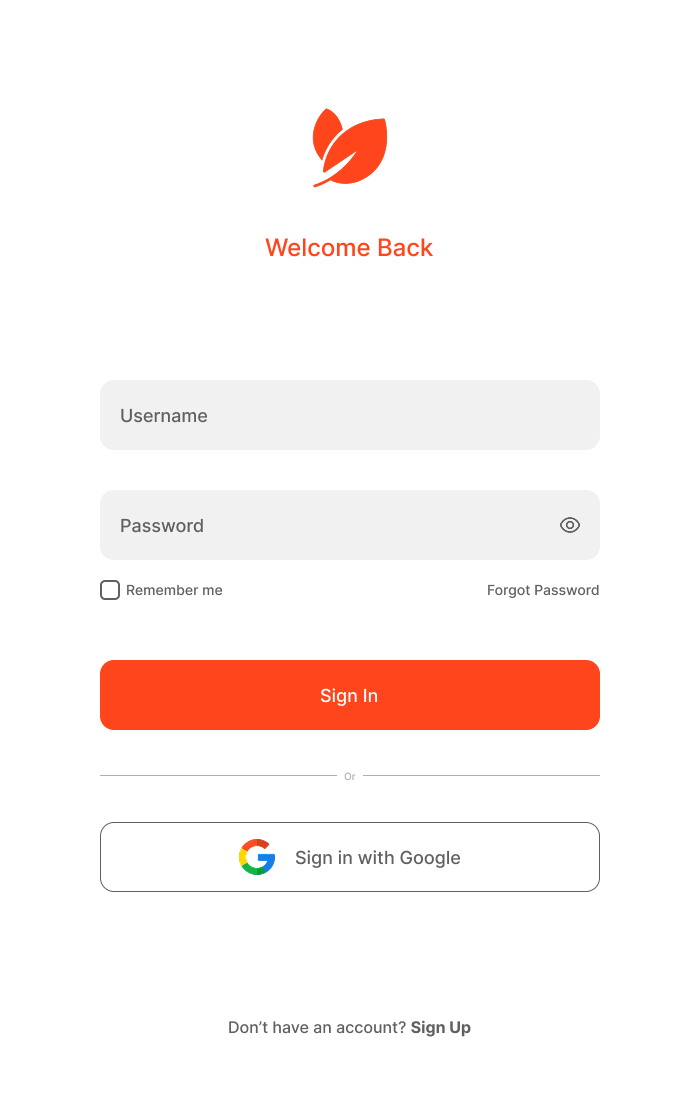 Welcome Back
Username
Password
Remember me
Forgot Password
Sign In
Or
Sign in with Google
Don’t have an account? Sign Up